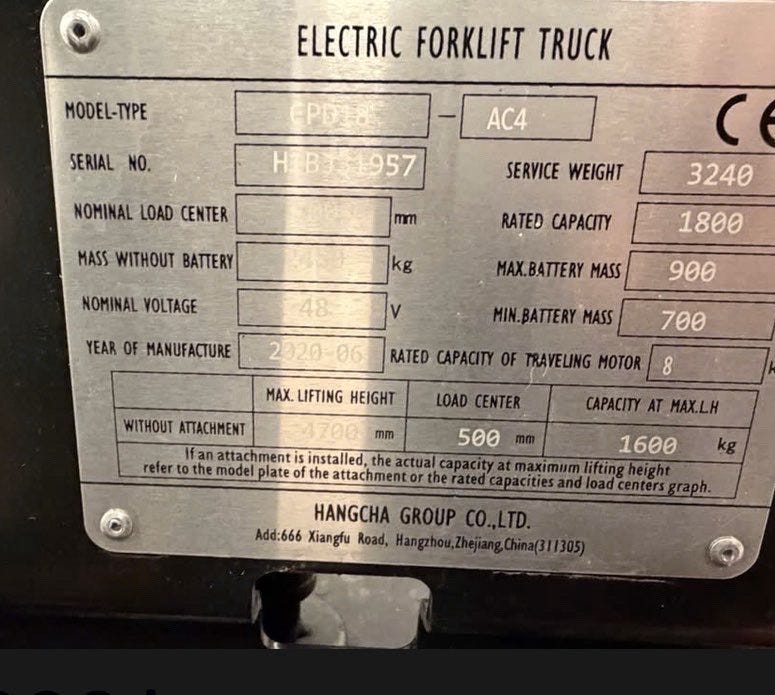 ELECTRIC FORKLIFT TRUCK
MODEL-TYPE CPD18 - AC4 CE
SERIAL NO. SERVICE WEIGHT 3240
NOMINAL LOAD CENTER mm RATED CAPACITY 1800
MASS WITHOUT BATTERY kg MAX.BATTERY MASS 900
NOMINAL VOLTAGE 48 V MIN.BATTERY MASS 700
YEAR OF MANUFACTURE 2020-06 RATED CAPACITY OF TRAVELING MOTOR 8
MAX. LIFTING HEIGHT LOAD CENTER CAPACITY AT MAX.L.H
WITHOUT ATTACHMENT 4700 mm 500 mm 1600 kg
If an attachment is installed, the actual capacity at maximum lifting height
refer to the model plate of the attachment or the rated capacities and load centers graph.
HANGCHA GROUP CO.,LTD.
Add:666 Xiangfu Road, Hangzhou,Zhejiang,China(311305)